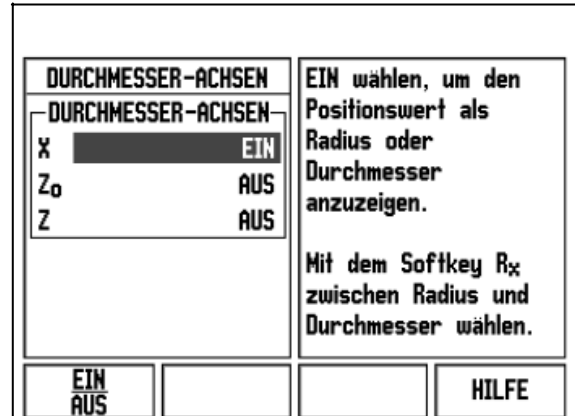 DURCHMESSER-ACHSEN
DURCHMESSER-ACHSEN
X EIN
Zo AUS
Z AUS
EIN wählen, um den
Positionswert als
Radius oder
Durchmesser
anzuzeigen.
Mit dem Softkey RX
zwischen Radius und
Durchmesser wählen.
EIN
AUS
HILFE